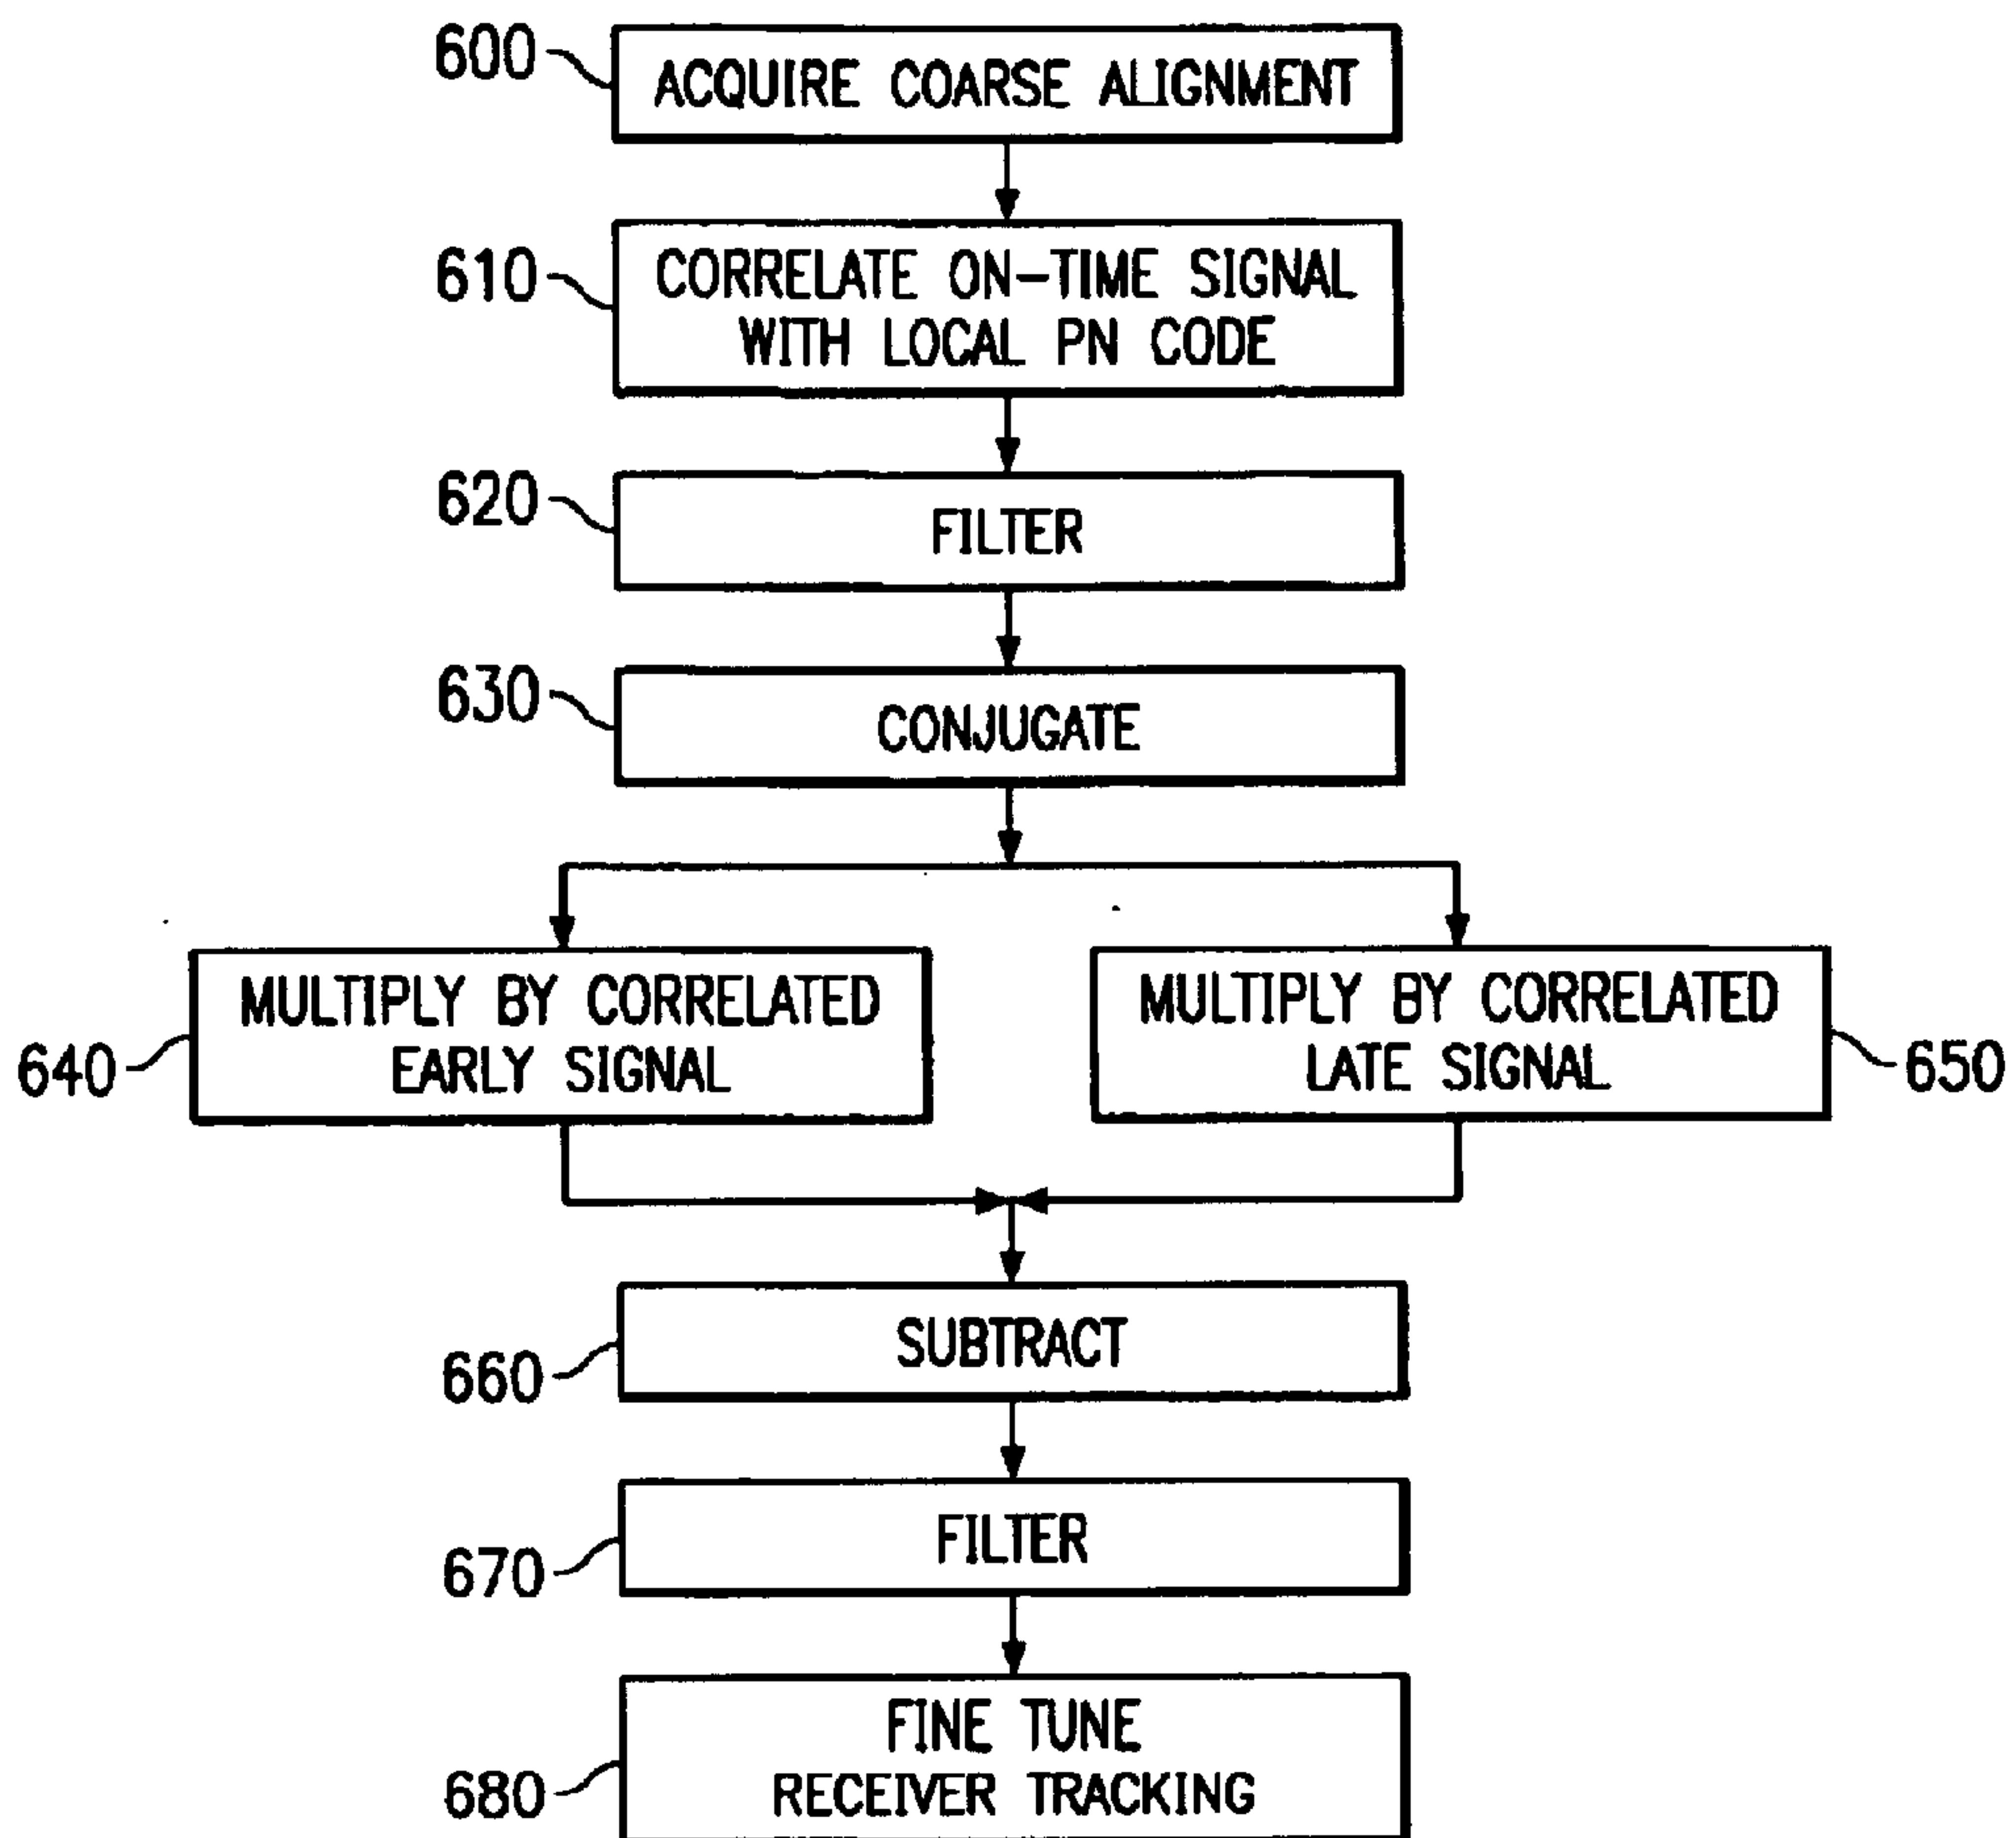 600
ACQUIRE COARSE ALIGNMENT
610
CORRELATE ON-TIME SIGNAL
WITH LOCAL PN CODE
620
FILTER
630
CONJUGATE
640
MULTIPLY BY CORRELATED
EARLY SIGNAL
MULTIPLY BY CORRELATED
LATE SIGNAL
650
660
SUBTRACT
670
FILTER
680
FINE TUNE
RECEIVER TRACKING